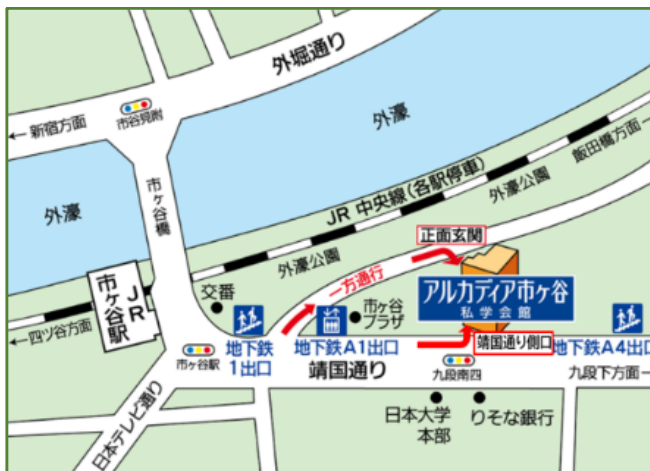 外堀通り
←新宿方面
市谷見附
外濠
飯田橋方面→
外濠
市ヶ谷橋
JR 中央線(各駅停車)
外濠公園
外濠公園
JR
市ヶ谷駅
←四ツ谷方面
交番
一方通行
正面玄関
アルカディア市ヶ谷
私学会館
市ヶ谷
プラザ
地下鉄
1出口
地下鉄A1出口
靖国通り側口
地下鉄A4出口
市ヶ谷駅
靖国通り
九段南四
九段下方面→
日本テレビ通り
日本大学
本部
りそな銀行